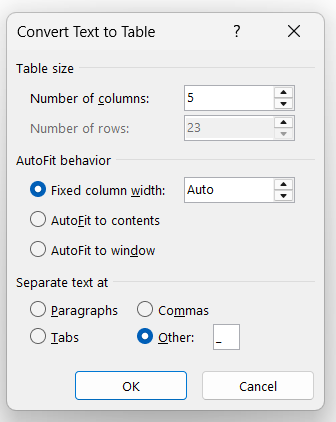 Convert Text to Table ?
Table size
Number of columns: 5
Number of rows: 23
AutoFit behavior
Fixed column width: Auto
AutoFit to contents
AutoFit to window
Separate text at
Paragraphs Commas
Tabs Other: _
OK Cancel